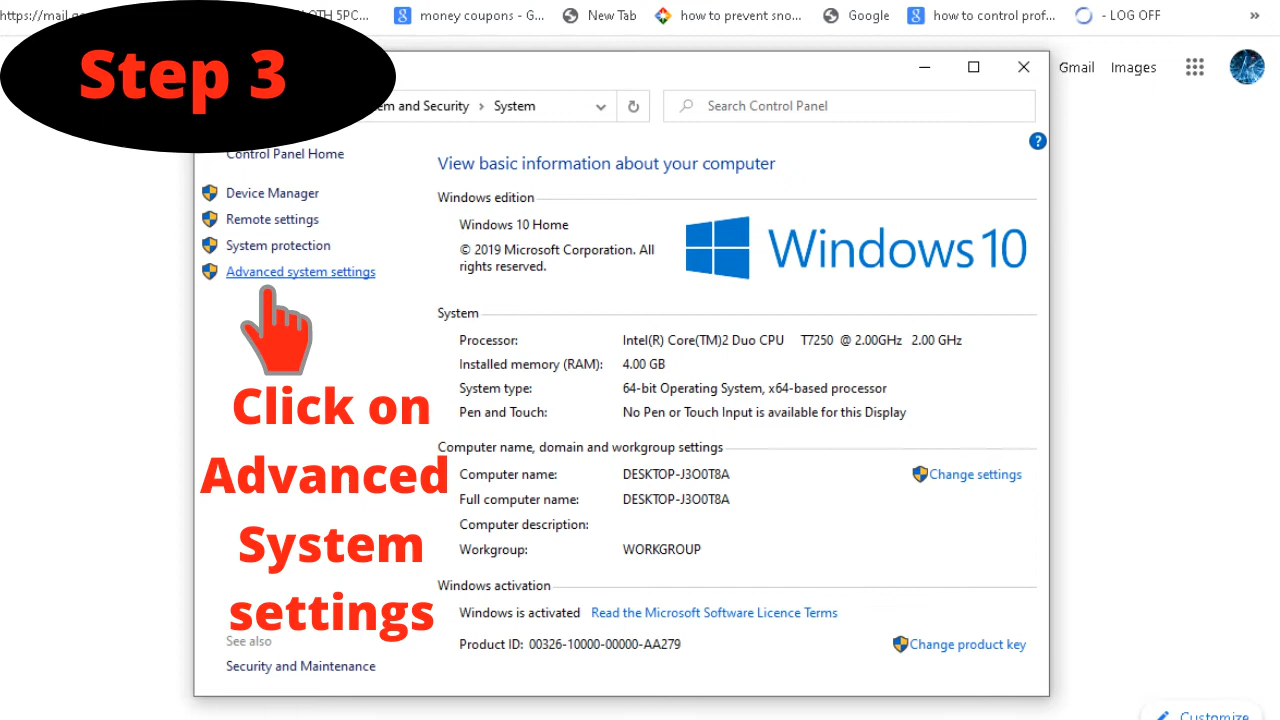 https://mail.go
OTH 5PC...
money coupons - G...
New Tab
how to prevent sno...
Google
how to control prof...
- LOG OFF
»
Step 3
Gmail
Images
em and Security > System
Search Control Panel
?
Control Panel Home
Device Manager
Remote settings
System protection
Advanced system settings
Click on
Advanced
System
settings
See also
Security and Maintenance
View basic information about your computer
Windows edition
Windows 10 Home
© 2019 Microsoft Corporation. All
rights reserved.
Windows 10
System
Processor: Intel(R) Core(TM)2 Duo CPU T7250 @ 2.00GHz 2.00 GHz
Installed memory (RAM): 4.00 GB
System type: 64-bit Operating System, x64-based processor
Pen and Touch: No Pen or Touch Input is available for this Display
Computer name, domain and workgroup settings
Computer name: DESKTOP-J3O0T8A
Change settings
Full computer name: DESKTOP-J3O0T8A
Computer description:
Workgroup: WORKGROUP
Windows activation
Windows is activated Read the Microsoft Software Licence Terms
Product ID: 00326-10000-00000-AA279
Change product key
Customize